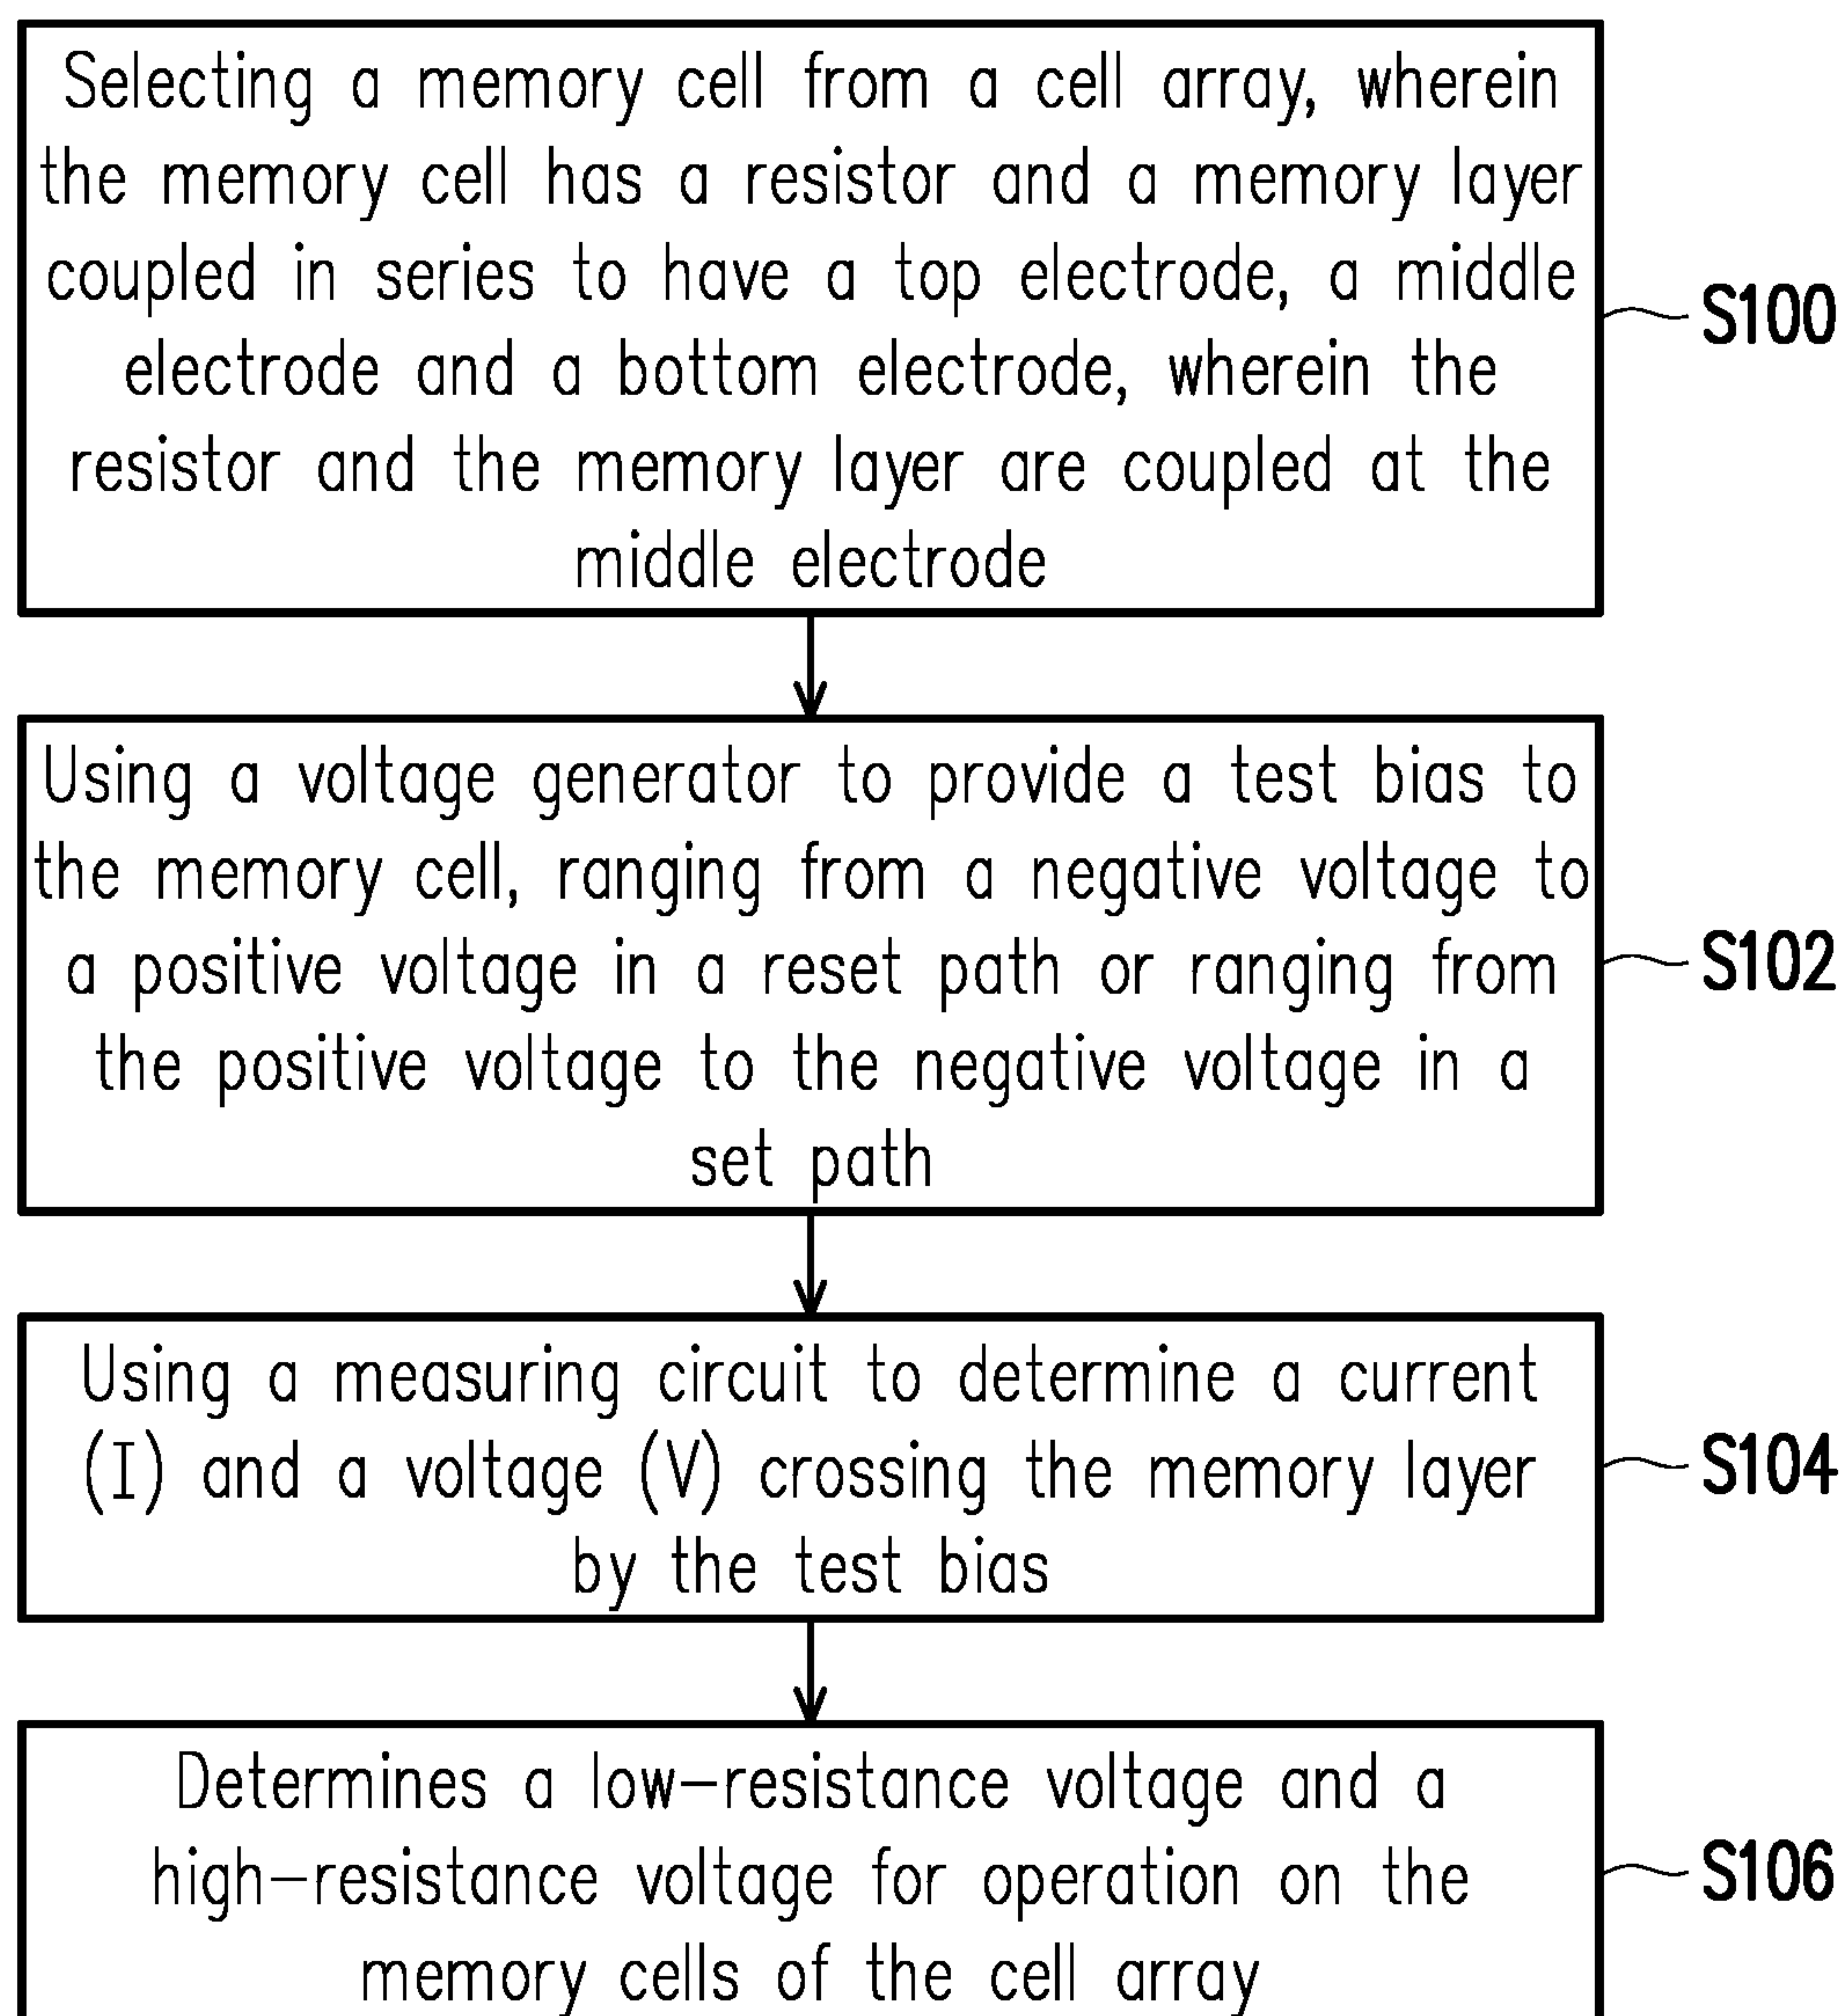 Selecting a memory cell from a cell array, wherein
the memory cell has a resistor and a memory layer
coupled in series to have a top electrode, a middle
electrode and a bottom electrode, wherein the
resistor and the memory layer are coupled at the
middle electrode
S100
Using a voltage generator to provide a test bias to
the memory cell, ranging from a negative voltage to
a positive voltage in a reset path or ranging from
the positive voltage to the negative voltage in a
set path
S102
Using a measuring circuit to determine a current
(I) and a voltage (V) crossing the memory layer
by the test bias
S104
Determines a low-resistance voltage and a
high-resistance voltage for operation on the
memory cells of the cell array
S106